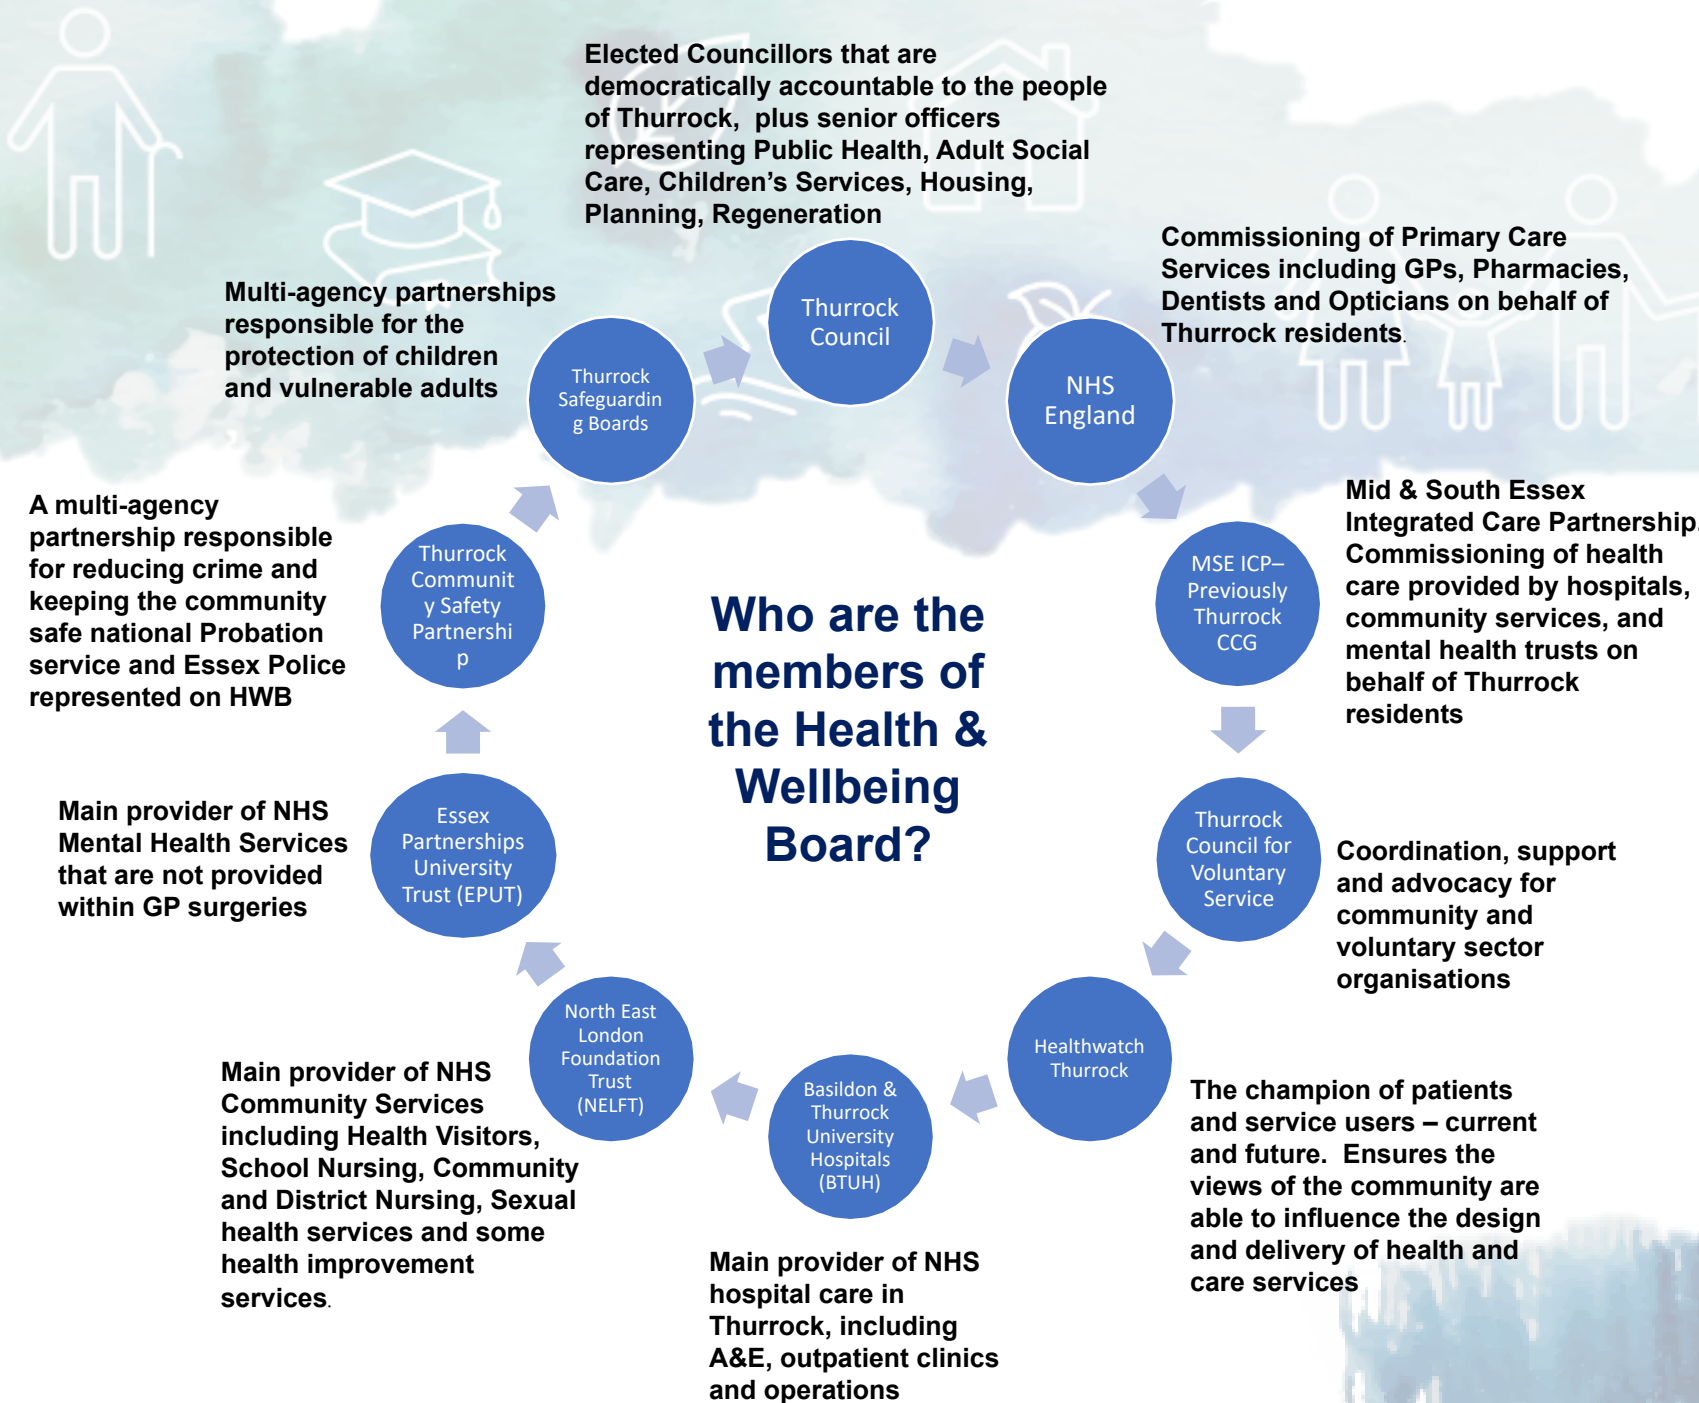 Elected Councillors that are
democratically accountable to the people
of Thurrock, plus senior officers
representing Public Health, Adult Social
Care, Children’s Services, Housing,
Planning, Regeneration
Thurrock
Council
Commissioning of Primary Care
Services including GPs, Pharmacies,
Dentists and Opticians on behalf of
Thurrock residents.
NHS
England
Mid & South Essex
Integrated Care Partnership.
Commissioning of health
care provided by hospitals,
community services, and
mental health trusts on
behalf of Thurrock
residents
MSE ICP–
Previously
Thurrock
CCG
Thurrock
Council for
Voluntary
Service
Coordination, support
and advocacy for
community and
voluntary sector
organisations
Healthwatch
Thurrock
The champion of patients
and service users – current
and future. Ensures the
views of the community are
able to influence the design
and delivery of health and
care services
Basildon &
Thurrock
University
Hospitals
(BTUH)
Main provider of NHS
hospital care in
Thurrock, including
A&E, outpatient clinics
and operations
North East
London
Foundation
Trust
(NELFT)
Main provider of NHS
Community Services
including Health Visitors,
School Nursing, Community
and District Nursing, Sexual
health services and some
health improvement
services.
Essex
Partnerships
University
Trust (EPUT)
Main provider of NHS
Mental Health Services
that are not provided
within GP surgeries
Thurrock
Communit
y Safety
Partnershi
p
A multi-agency
partnership responsible
for reducing crime and
keeping the community
safe national Probation
service and Essex Police
represented on HWB
Thurrock
Safeguardin
g Boards
Multi-agency partnerships
responsible for the
protection of children
and vulnerable adults
Who are the
members of
the Health &
Wellbeing
Board?